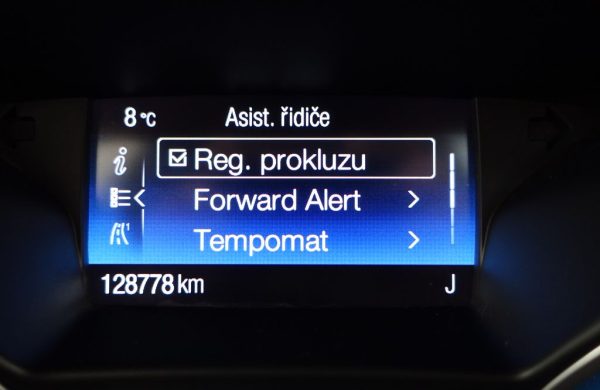 8 °C Asist. řidiče
Reg. prokluzu
Forward Alert
Tempomat
128778 km J